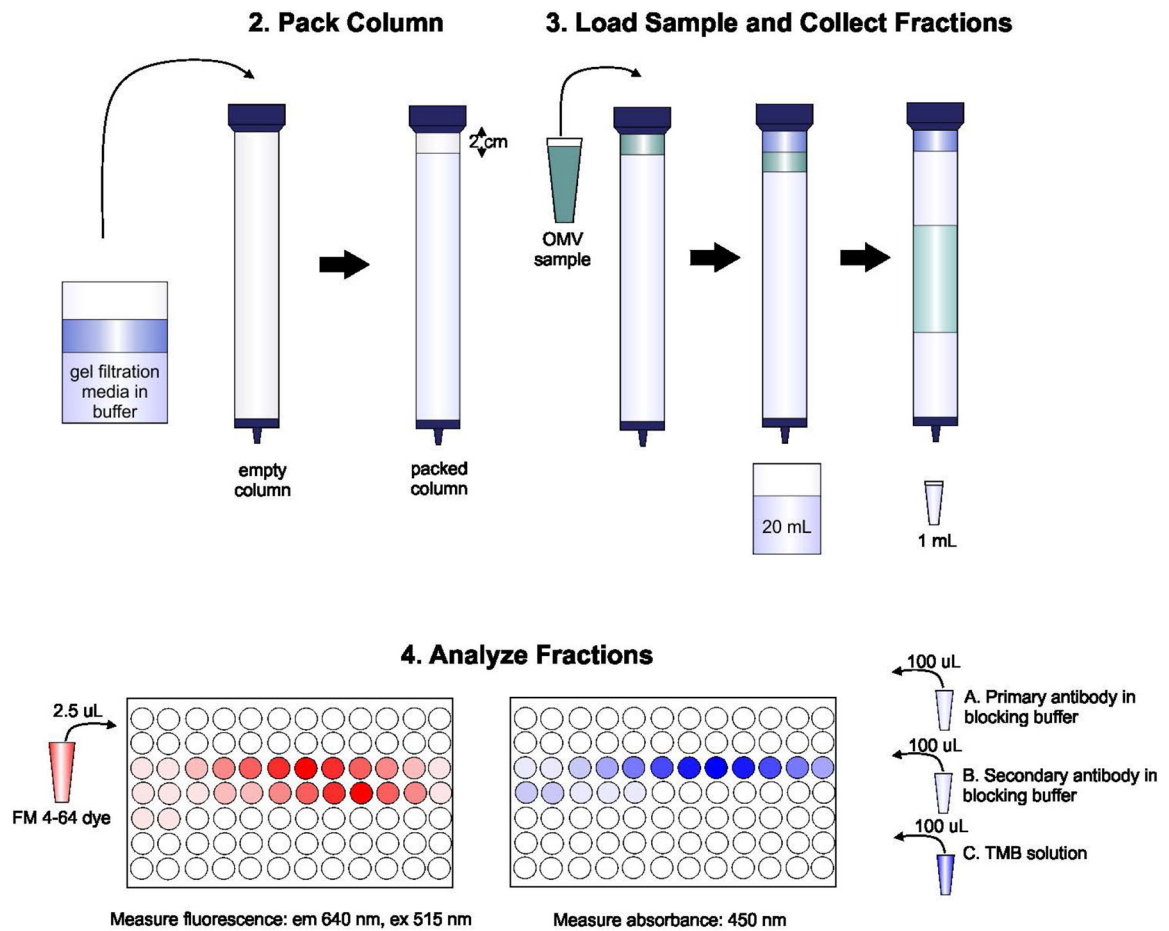 2. Pack Column
3. Load Sample and Collect Fractions
2 cm
OMV
sample
gel filtration
media in
buffer
empty
column
packed
column
20 mL
1 mL
4. Analyze Fractions
2.5 uL
FM 4-64 dye
100 uL
A. Primary antibody in
blocking buffer
100 uL
B. Secondary antibody in
blocking buffer
100 uL
C. TMB solution
Measure fluorescence: em 640 nm, ex 515 nm
Measure absorbance: 450 nm